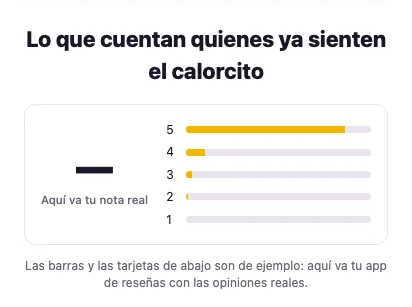 Lo que cuentan quienes ya sienten
el calorcito
5
4
3
2
1
—
Aquí va tu nota real
Las barras y las tarjetas de abajo son de ejemplo: aquí va tu app
de reseñas con las opiniones reales.